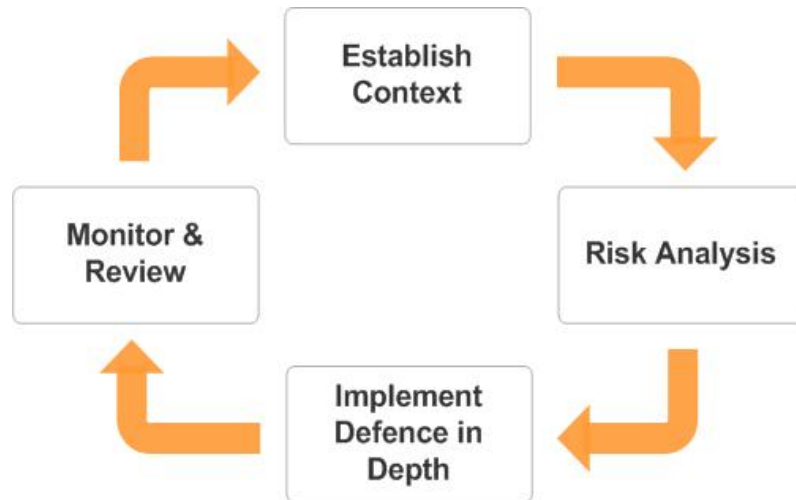 Establish
Context
Monitor &
Review
Risk Analysis
Implement
Defence in
Depth